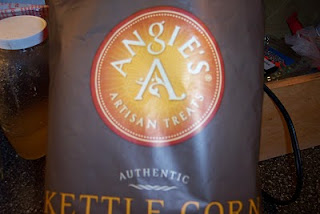 ANGIE'S®
A
ARTISAN TREATS
AUTHENTIC
KETTLE CORN